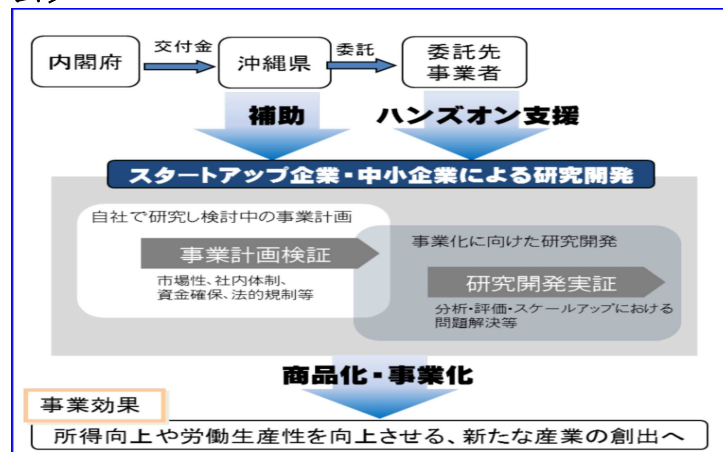 内閣府
交付金
沖縄県
委託
委託先
事業者
補助
ハンズオン支援
スタートアップ企業・中小企業による研究開発
自社で研究し検討中の事業計画
事業計画検証
市場性、社内体制、
資金確保、法的規制等
事業化に向けた研究開発
研究開発実証
分析・評価・スケールアップにおける
問題解決等
商品化・事業化
事業効果
所得向上や労働生産性を向上させる、新たな産業の創出へ